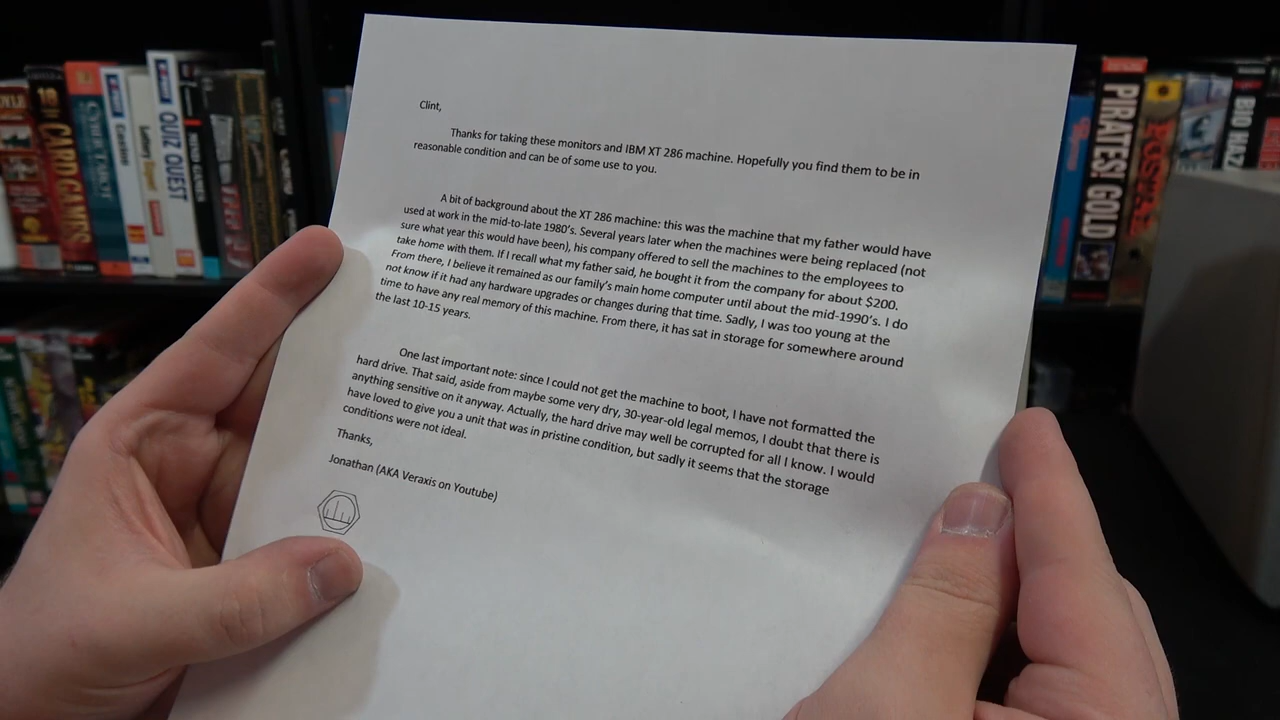 Clint,
Thanks for taking these monitors and IBM XT 286 machine. Hopefully you find them to be in
reasonable condition and can be of some use to you.
A bit of background about the XT 286 machine: this was the machine that my father would have
used at work in the mid-to-late 1980's. Several years later when the machines were being replaced (not
sure what year this would have been), his company offered to sell the machines to the employees to
take home with them. If I recall what my father said, he bought it from the company for about $200.
From there, I believe it remained as our family's main home computer until about the mid-1990's. I do
not know if it had any hardware upgrades or changes during that time. Sadly, I was too young at the
time to have any real memory of this machine. From there, it has sat in storage for somewhere around
the last 10-15 years.
One last important note: since I could not get the machine to boot, I have not formatted the
hard drive. That said, aside from maybe some very dry, 30-year-old legal memos, I doubt that there is
anything sensitive on it anyway. Actually, the hard drive may well be corrupted for all I know. I would
have loved to give you a unit that was in pristine condition, but sadly it seems that the storage
conditions were not ideal.
Thanks,
Jonathan (AKA Veraxis on Youtube)
CARD GAMES
Casino
QUIZ QUEST
PIRATES! GOLD
BIO HAZ